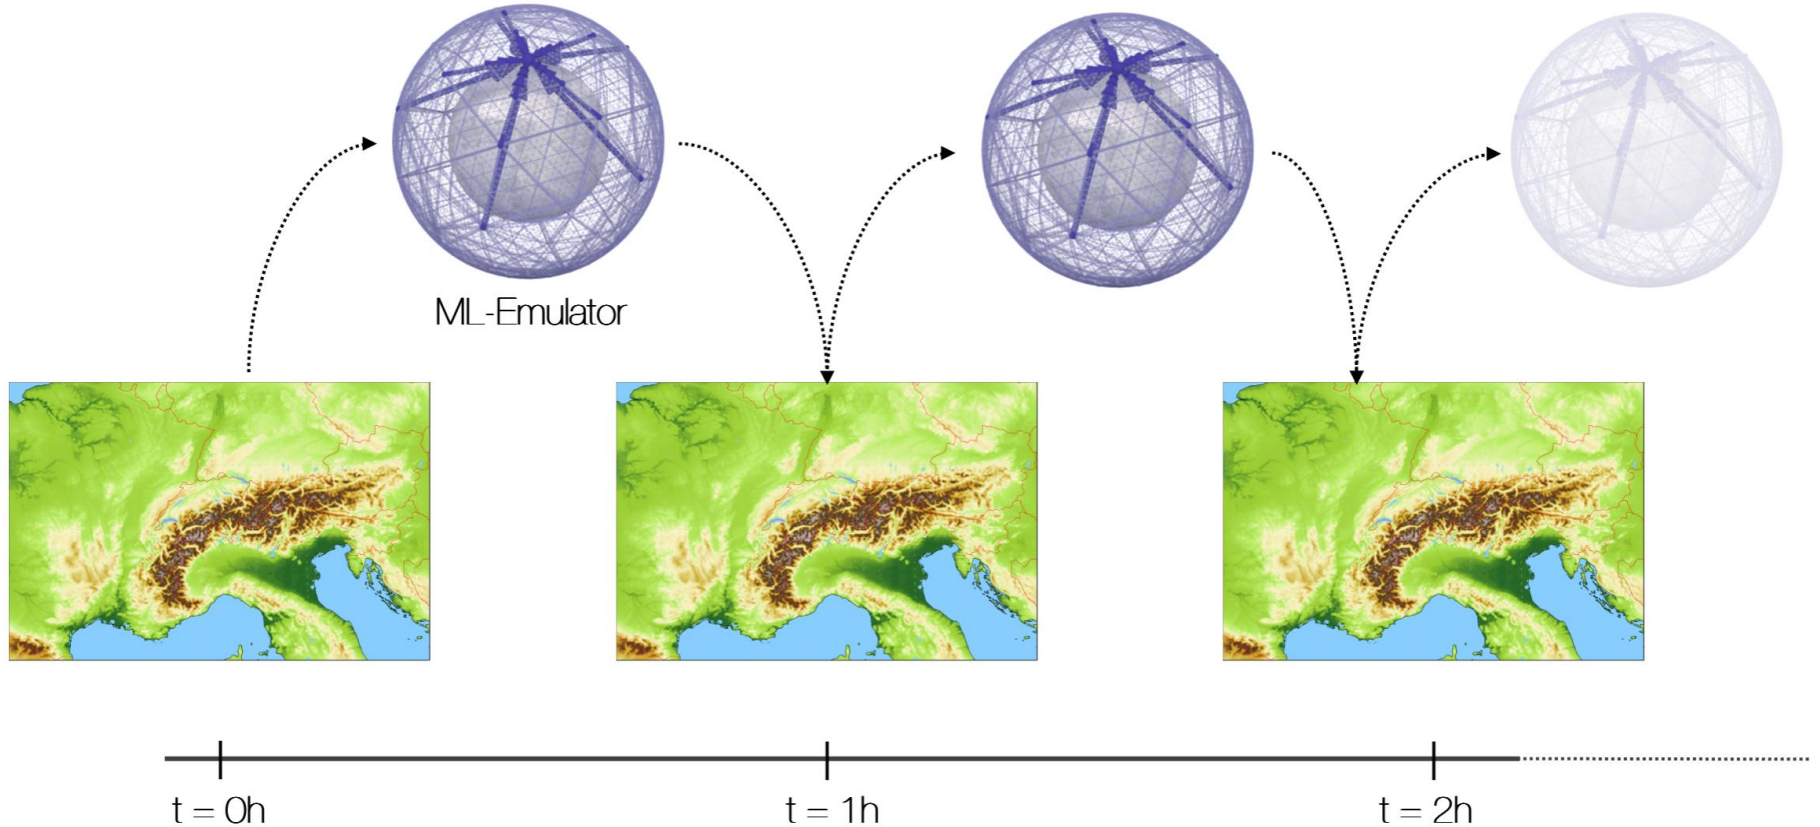 ML-Emulator
t = 0h
t = 1h
t = 2h